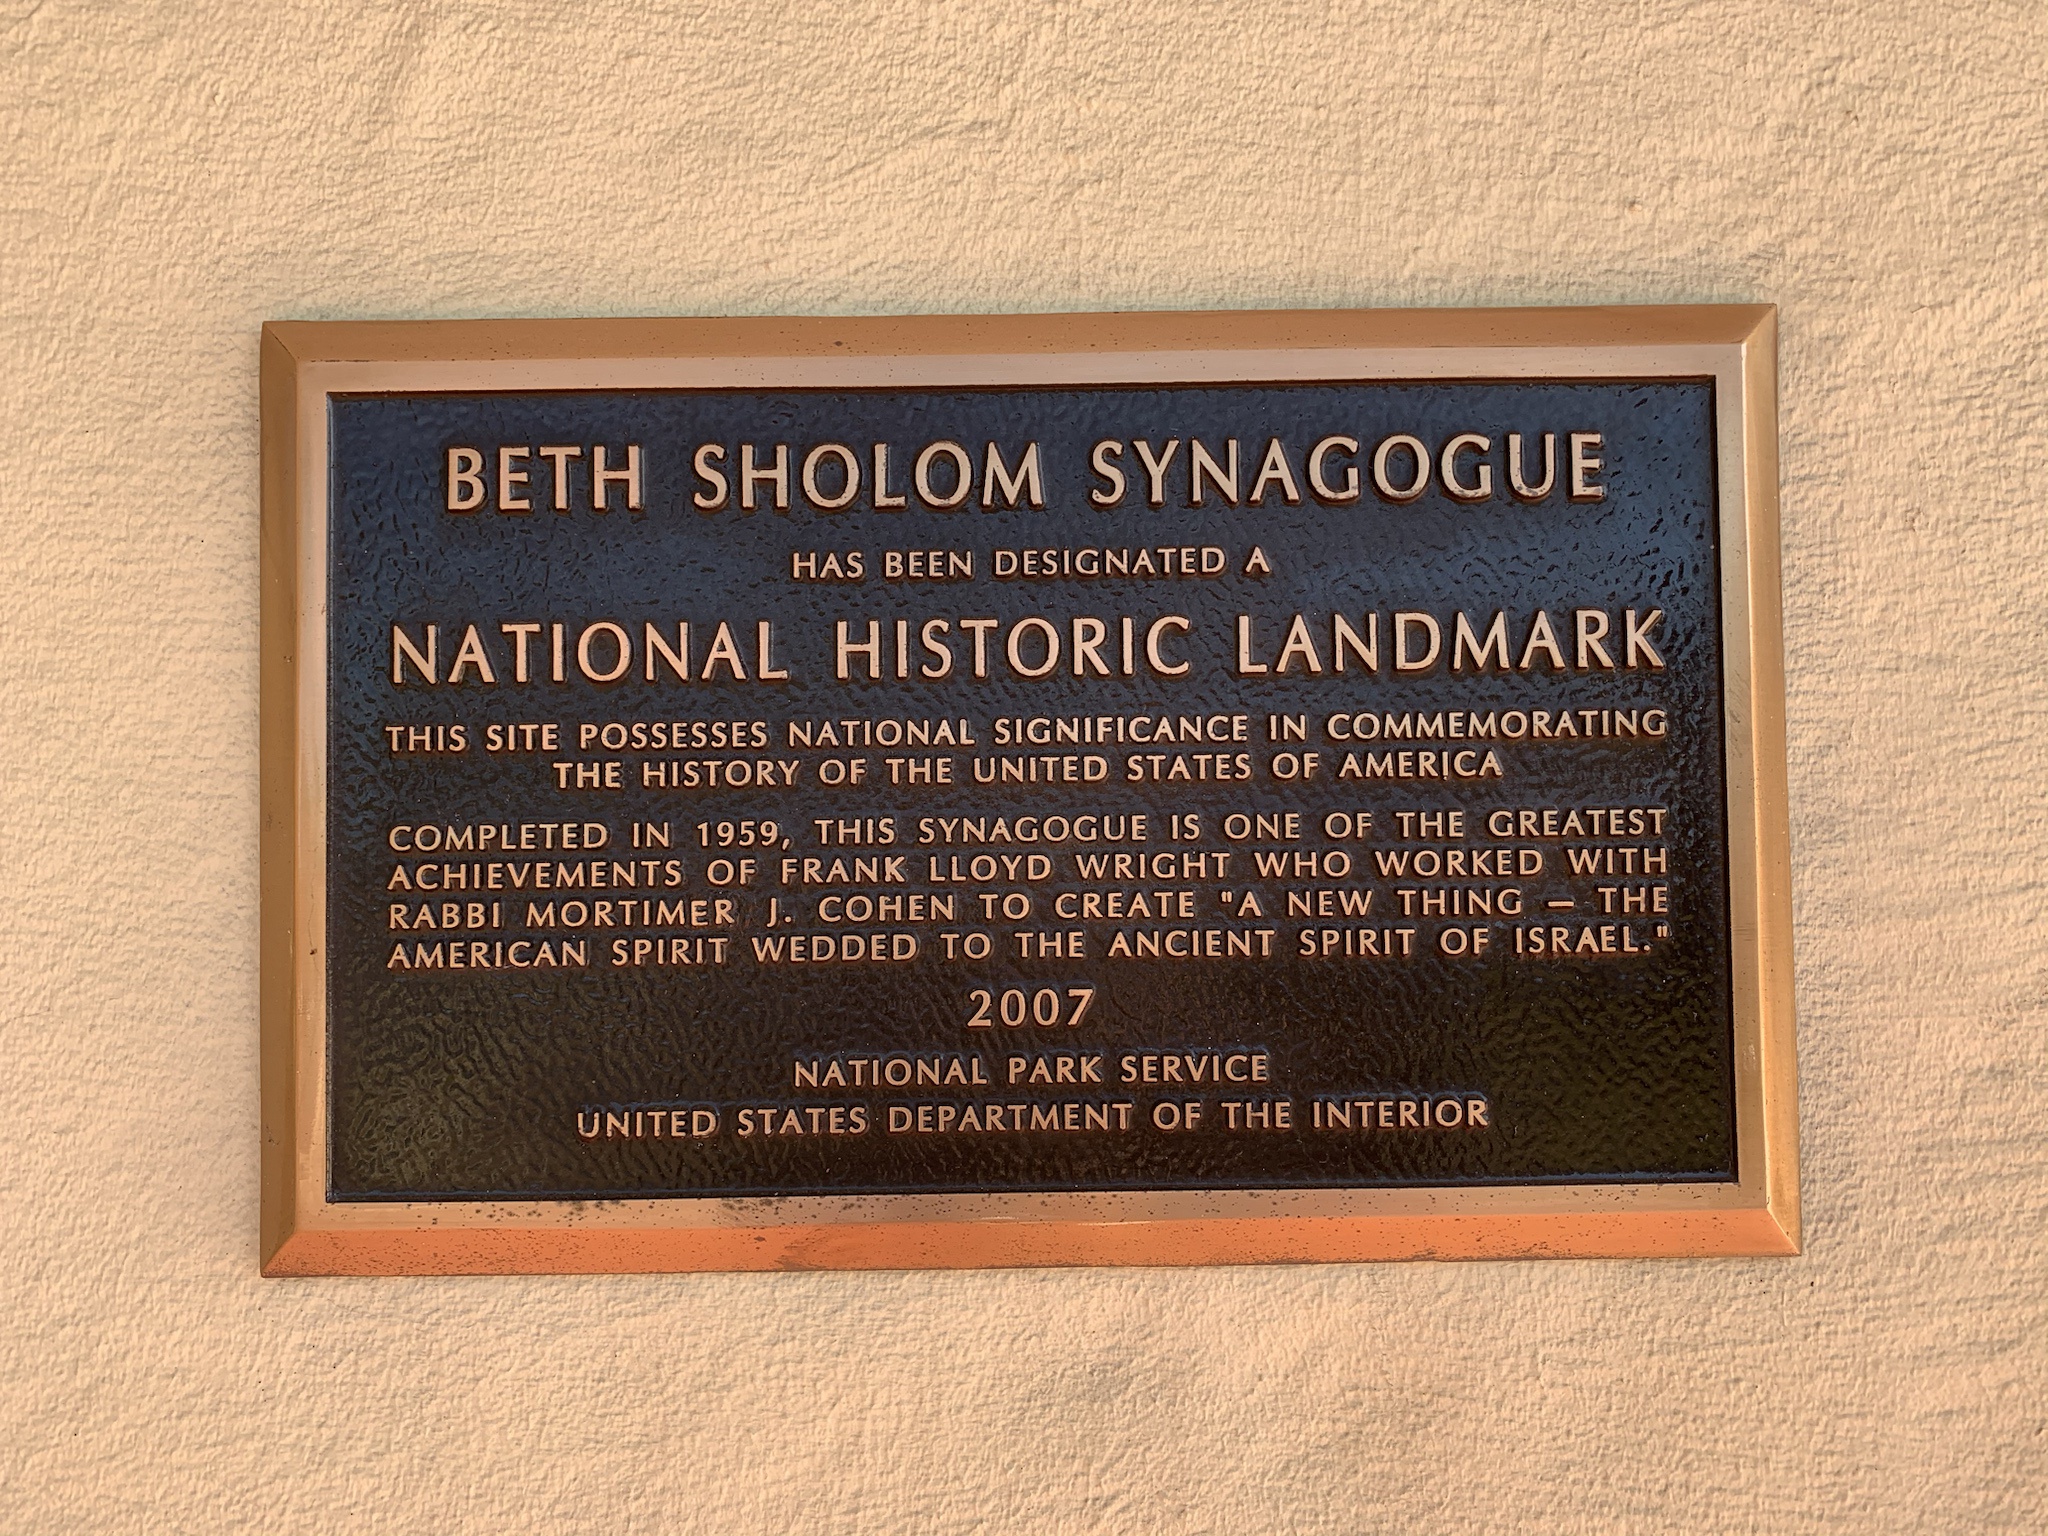 BETH SHOLOM SYNAGOGUE
HAS BEEN DESIGNATED A
NATIONAL HISTORIC LANDMARK
THIS SITE POSSESSES NATIONAL SIGNIFICANCE IN COMMEMORATING
THE HISTORY OF THE UNITED STATES OF AMERICA
COMPLETED IN 1959, THIS SYNAGOGUE IS ONE OF THE GREATEST
ACHIEVEMENTS OF FRANK LLOYD WRIGHT WHO WORKED WITH
RABBI MORTIMER J. COHEN TO CREATE "A NEW THING – THE
AMERICAN SPIRIT WEDDED TO THE ANCIENT SPIRIT OF ISRAEL."
2007
NATIONAL PARK SERVICE
UNITED STATES DEPARTMENT OF THE INTERIOR